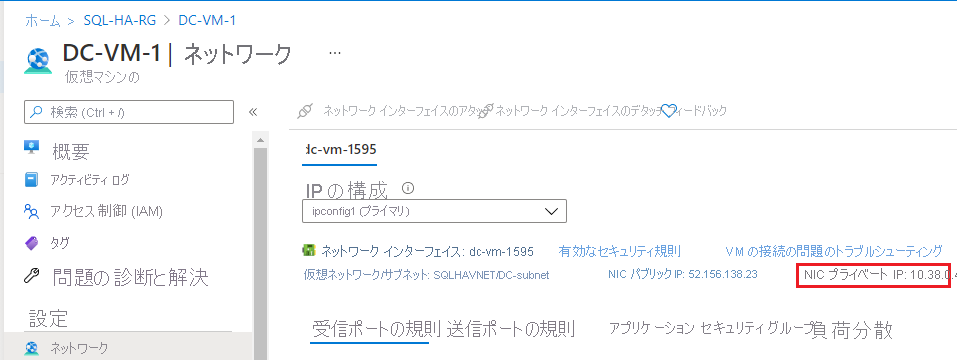 ホーム > SQL-HA-RG > DC-VM-1
DC-VM-1 | ネットワーク ...
仮想マシンの
検索 (Ctrl + /) «
ネットワーク インターフェイスのアタッ ネットワーク インターフェイスのデタッチ フィードバック
dc-vm-1595
概要
アクティビティ ログ
アクセス制御 (IAM)
タグ
問題の診断と解決
設定
ネットワーク
IP の構成
ipconfig1 (プライマリ)
ネットワーク インターフェイス: dc-vm-1595 有効なセキュリティ規則 VM の接続の問題のトラブルシューティング
仮想ネットワーク/サブネット: SQLHAVNET/DC-subnet NIC パブリック IP: 52.156.138.23 NIC プライベート IP: 10.38.0.4
受信ポートの規則 送信ポートの規則 アプリケーション セキュリティ グループ 負荷分散